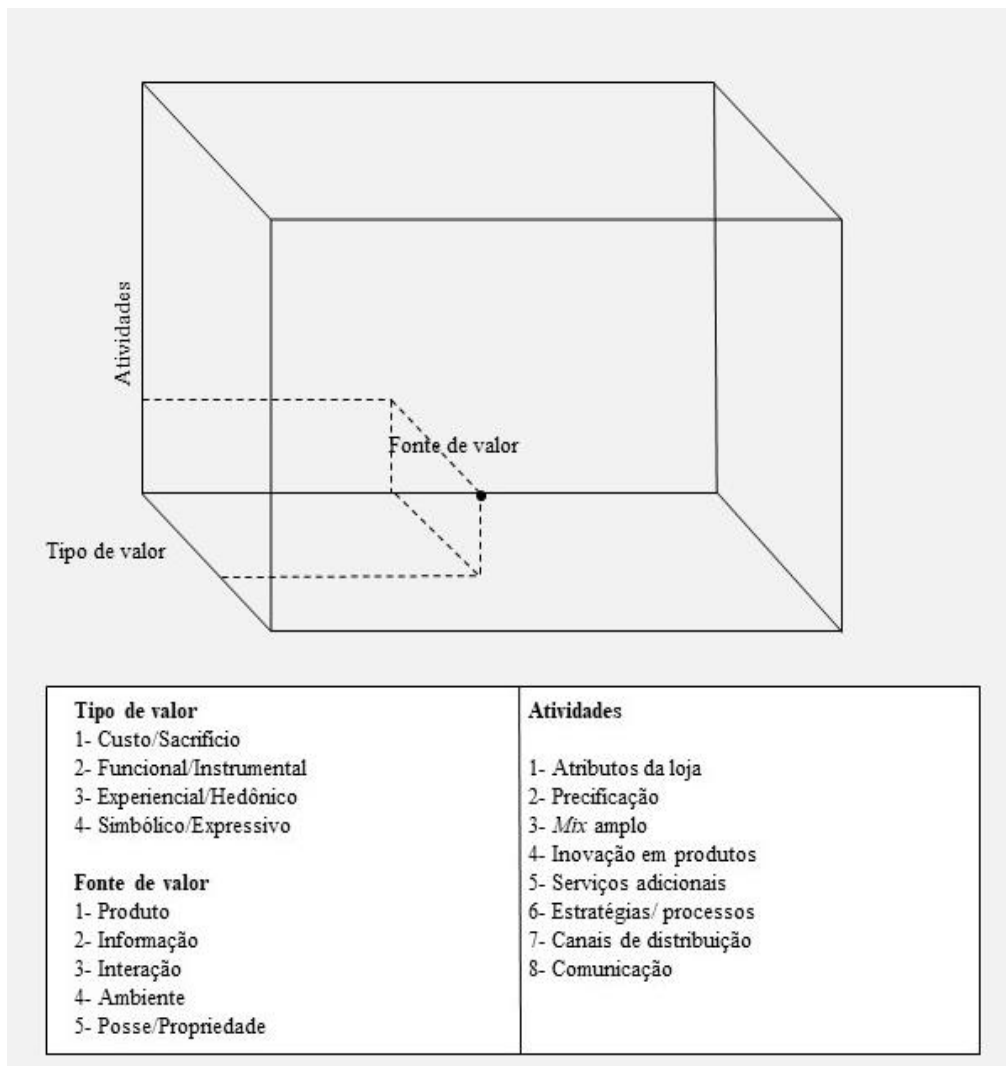 Atividades
Fonte de valor
Tipo de valor
Tipo de valor
1- Custo/Sacrifício
2- Funcional/Instrumental
3- Experiencial/Hedônico
4- Simbólico/Expressivo
Fonte de valor
1- Produto
2- Informação
3- Interação
4- Ambiente
5- Posse/Propriedade
Atividades
1- Atributos da loja
2- Precificação
3- Mix amplo
4- Inovação em produtos
5- Serviços adicionais
6- Estratégias/ processos
7- Canais de distribuição
8- Comunicação